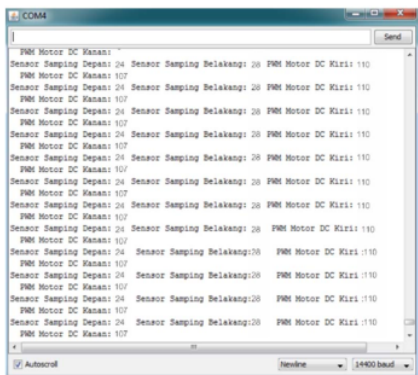 COM4
Send
PWM Motor DC Kanan:
Sensor Samping Depan: 24 Sensor Samping Belakang: 28 PWM Motor DC Kiri: 110
PWM Motor DC Kanan: 107
Sensor Samping Depan: 24 Sensor Samping Belakang: 28 PWM Motor DC Kiri: 110
PWM Motor DC Kanan: 107
Sensor Samping Depan: 24 Sensor Samping Belakang: 28 PWM Motor DC Kiri: 110
PWM Motor DC Kanan: 107
Sensor Samping Depan: 24 Sensor Samping Belakang: 28 PWM Motor DC Kiri: 110
PWM Motor DC Kanan: 107
Sensor Samping Depan: 24 Sensor Samping Belakang: 28 PWM Motor DC Kiri: 110
PWM Motor DC Kanan: 107
Sensor Samping Depan: 24 Sensor Samping Belakang: 28 PWM Motor DC Kiri: 110
PWM Motor DC Kanan: 107
Sensor Samping Depan: 24 Sensor Samping Belakang: 28 PWM Motor DC Kiri: 110
PWM Motor DC Kanan: 107
Sensor Samping Depan: 24 Sensor Samping Belakang: 28 PWM Motor DC Kiri: 110
PWM Motor DC Kanan: 107
Sensor Samping Depan: 24 Sensor Samping Belakang:28 PWM Motor DC Kiri :110
PWM Motor DC Kanan: 107
Sensor Samping Depan: 24 Sensor Samping Belakang:28 PWM Motor DC Kiri :110
PWM Motor DC Kanan: 107
Sensor Samping Depan: 24 Sensor Samping Belakang:28 PWM Motor DC Kiri :110
PWM Motor DC Kanan: 107
Sensor Samping Depan: 24 Sensor Samping Belakang:28 PWM Motor DC Kiri :110
PWM Motor DC Kanan: 107
Autoscroll Newline 14400 baud